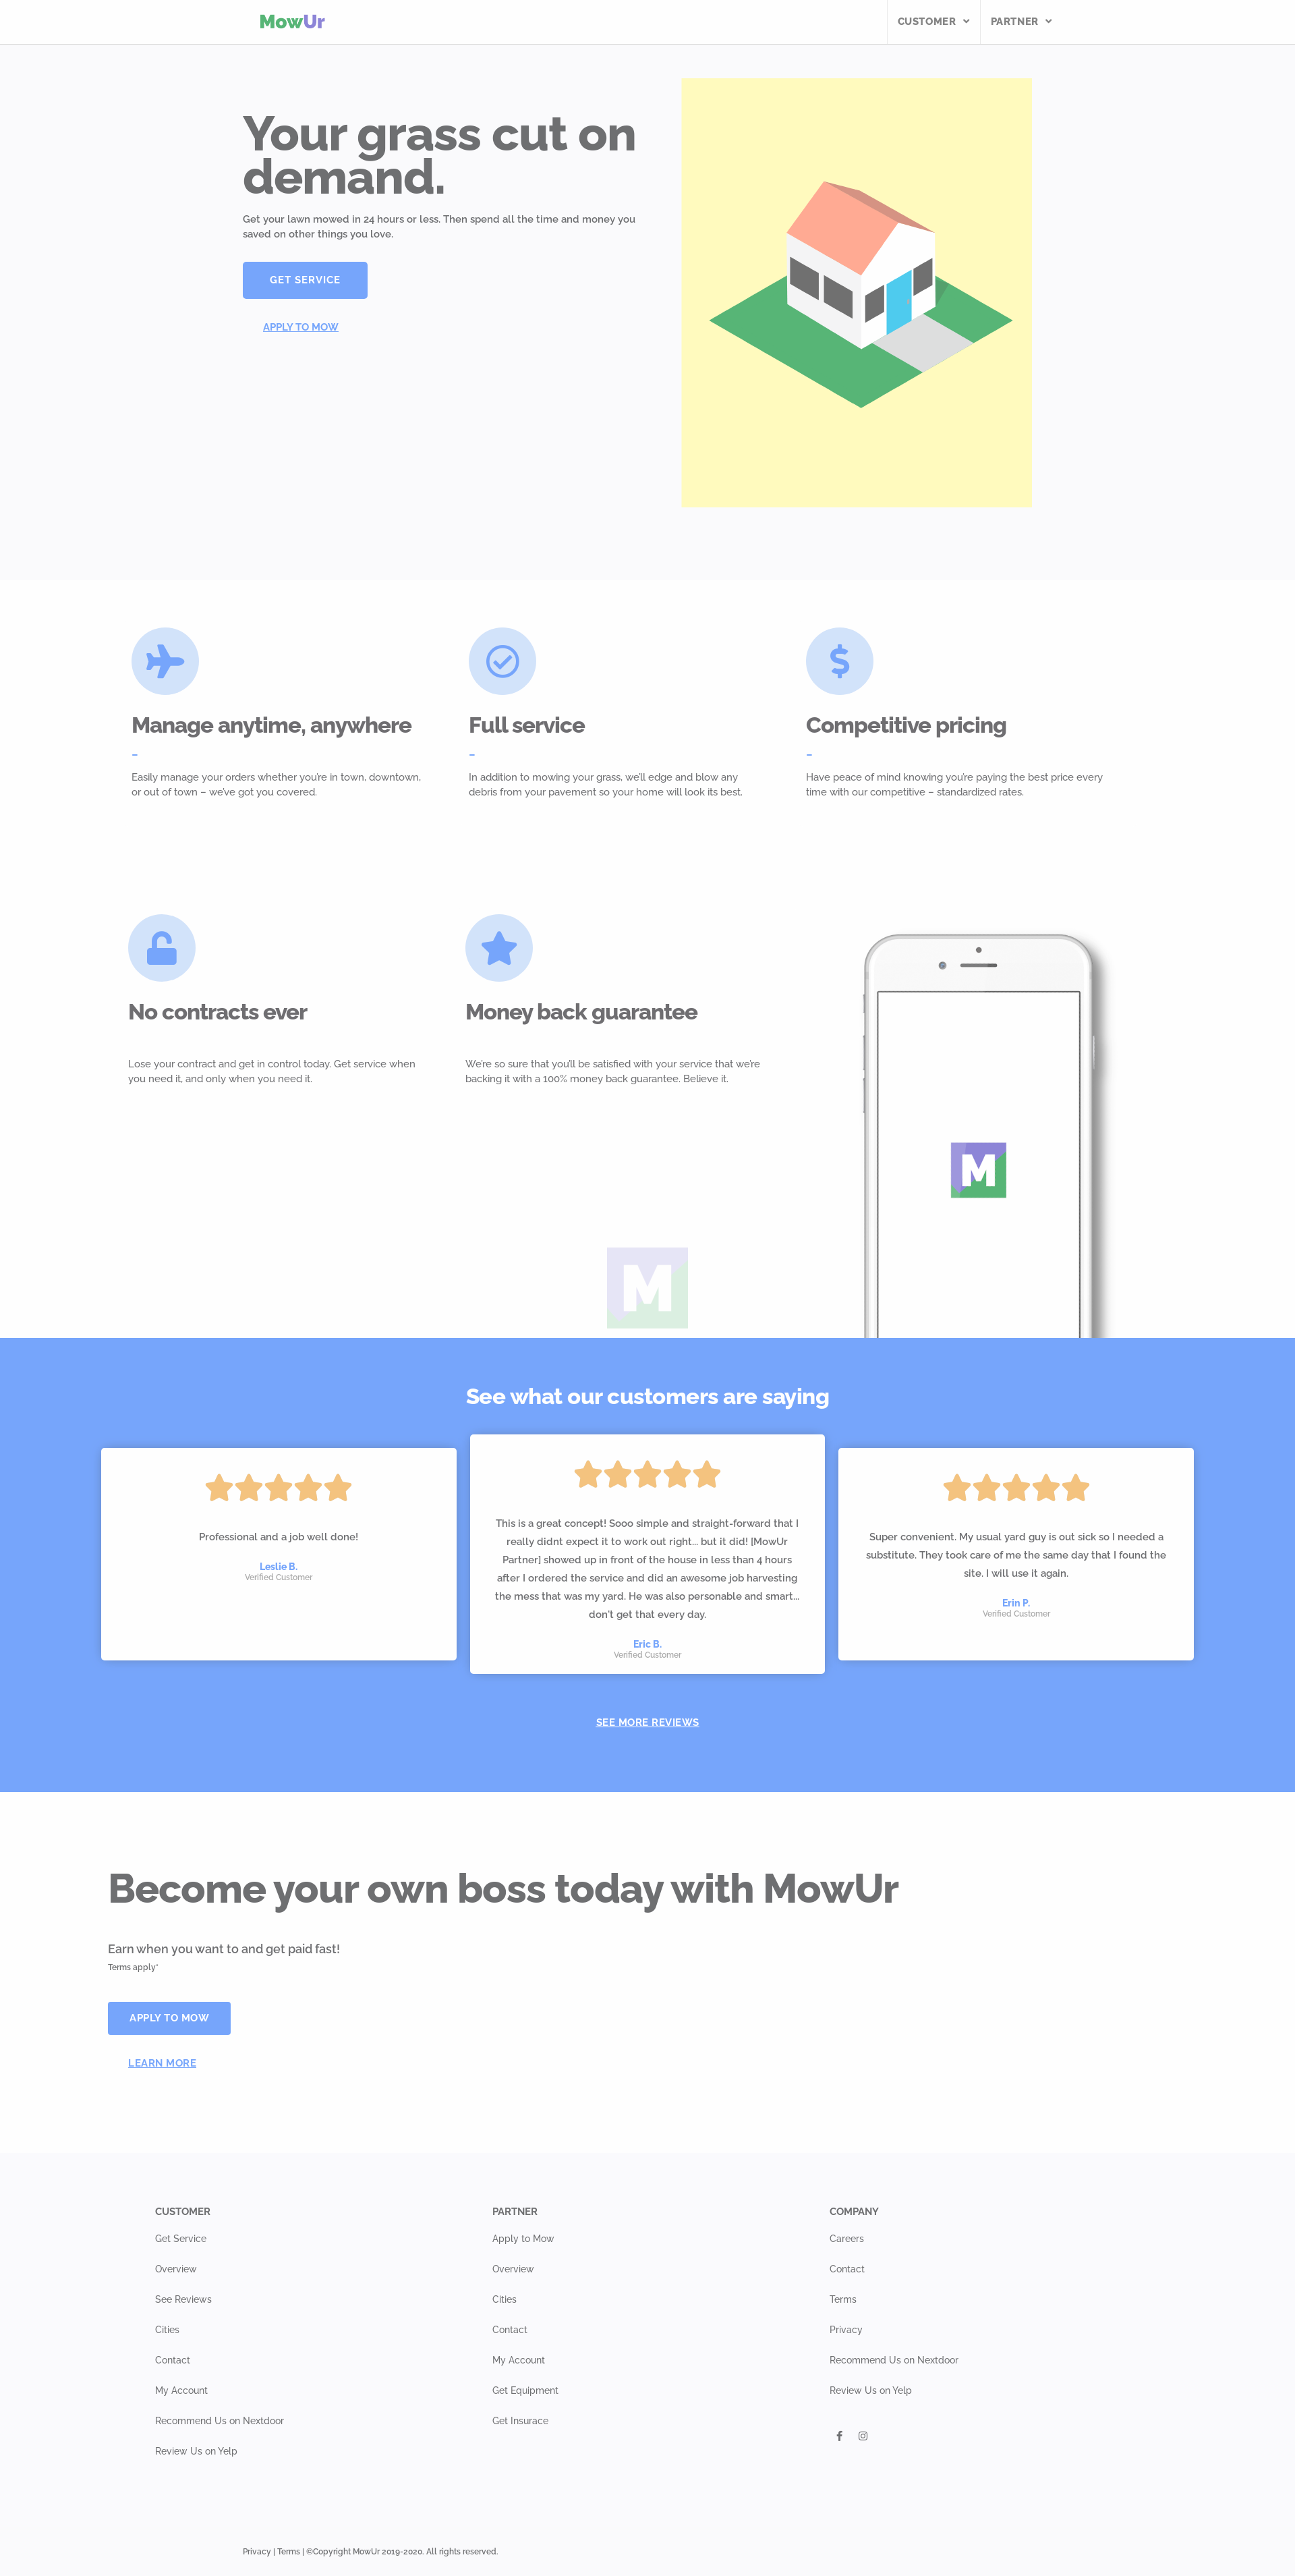 MowUr
CUSTOMER
PARTNER
Your grass cut on
demand.
Get your lawn mowed in 24 hours or less. Then spend all the time and money you
saved on other things you love.
GET SERVICE
APPLY TO MOW
Manage anytime, anywhere
–
Easily manage your orders whether you're in town, downtown,
or out of town – we've got you covered.
Full service
–
In addition to mowing your grass, we'll edge and blow any
debris from your pavement so your home will look its best.
Competitive pricing
–
Have peace of mind knowing you're paying the best price every
time with our competitive – standardized rates.
No contracts ever
Lose your contract and get in control today. Get service when
you need it, and only when you need it.
Money back guarantee
We're so sure that you'll be satisfied with your service that we're
backing it with a 100% money back guarantee. Believe it.
M
M
See what our customers are saying
Professional and a job well done!
Leslie B.
Verified Customer
This is a great concept! Sooo simple and straight-forward that I
really didnt expect it to work out right... but it did! [MowUr
Partner] showed up in front of the house in less than 4 hours
after I ordered the service and did an awesome job harvesting
the mess that was my yard. He was also personable and smart...
don't get that every day.
Eric B.
Verified Customer
Super convenient. My usual yard guy is out sick so I needed a
substitute. They took care of me the same day that I found the
site. I will use it again.
Erin P.
Verified Customer
SEE MORE REVIEWS
Become your own boss today with MowUr
Earn when you want to and get paid fast!
Terms apply*
APPLY TO MOW
LEARN MORE
CUSTOMER
Get Service
Overview
See Reviews
Cities
Contact
My Account
Recommend Us on Nextdoor
Review Us on Yelp
PARTNER
Apply to Mow
Overview
Cities
Contact
My Account
Get Equipment
Get Insurace
COMPANY
Careers
Contact
Terms
Privacy
Recommend Us on Nextdoor
Review Us on Yelp
Privacy | Terms | ©Copyright MowUr 2019-2020. All rights reserved.